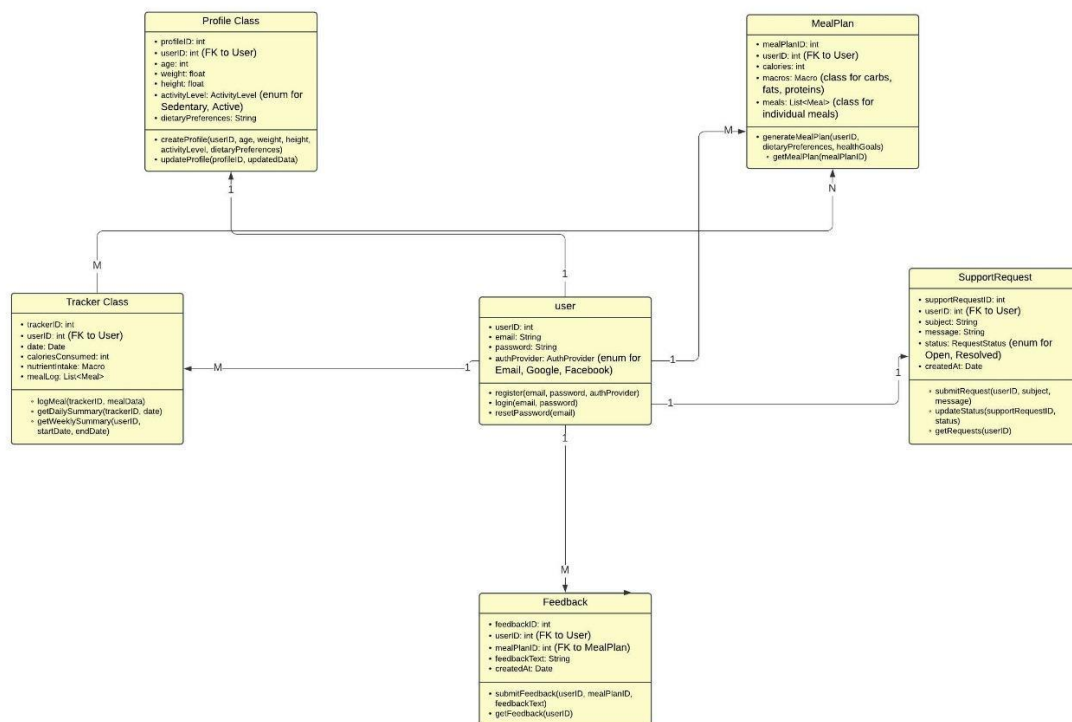 Profile Class
• profileID: int
• userID: int (FK to User)
• age: int
• weight: float
• height: float
• activityLevel: ActivityLevel (enum for
Sedentary, Active)
• dietaryPreferences: String
• createProfile(userID, age, weight, height,
activityLevel, dietaryPreferences)
• updateProfile(profileID, updatedData)
MealPlan
• mealPlanID: int
• userID: int (FK to User)
• calories: int
• macros: Macro (class for carbs,
fats, proteins)
• meals: List<Meal> (class for
individual meals)
• generateMealPlan(userID,
dietaryPreferences, healthGoals)
◦ getMealPlan(mealPlanID)
M
1
N
M
1
Tracker Class
• trackerID: int
• userID: int (FK to User)
• date: Date
• caloriesConsumed: int
• nutrientIntake: Macro
• mealLog: List<Meal>
◦ logMeal(trackerID, mealData)
◦ getDailySummary(trackerID, date)
◦ getWeeklySummary(userID,
startDate, endDate)
M
1
user
• userID: int
• email: String
• password: String
• authProvider: AuthProvider (enum for
Email, Google, Facebook)
• register(email, password, authProvider)
• login(email, password)
• resetPassword(email)
1
1
1
SupportRequest
• supportRequestID: int
• userID: int (FK to User)
• subject: String
• message: String
• status: RequestStatus (enum for
Open, Resolved)
• createdAt: Date
◦ submitRequest(userID, subject,
message)
◦ updateStatus(supportRequestID,
status)
◦ getRequests(userID)
1
M
Feedback
• feedbackID: int
• userID: int (FK to User)
• mealPlanID: int (FK to MealPlan)
• feedbackText: String
• createdAt: Date
• submitFeedback(userID, mealPlanID,
feedbackText)
• getFeedback(userID)